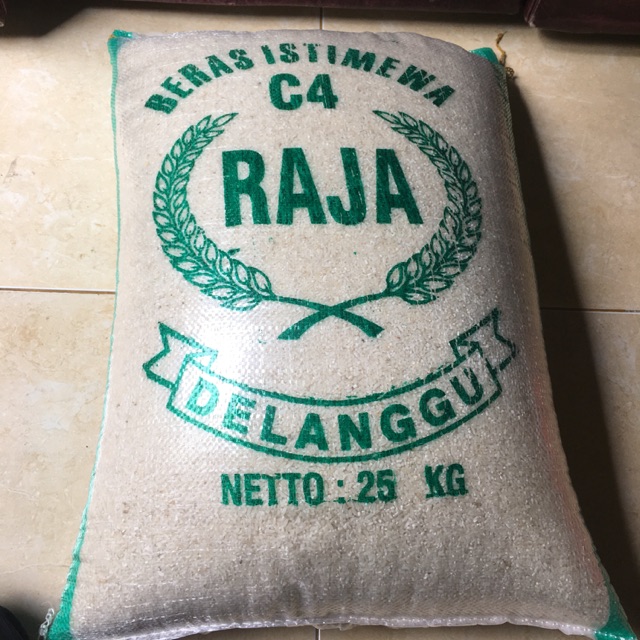 BERAS ISTIMEWA
C4
RAJA
DELANGGU
NETTO : 25 KG